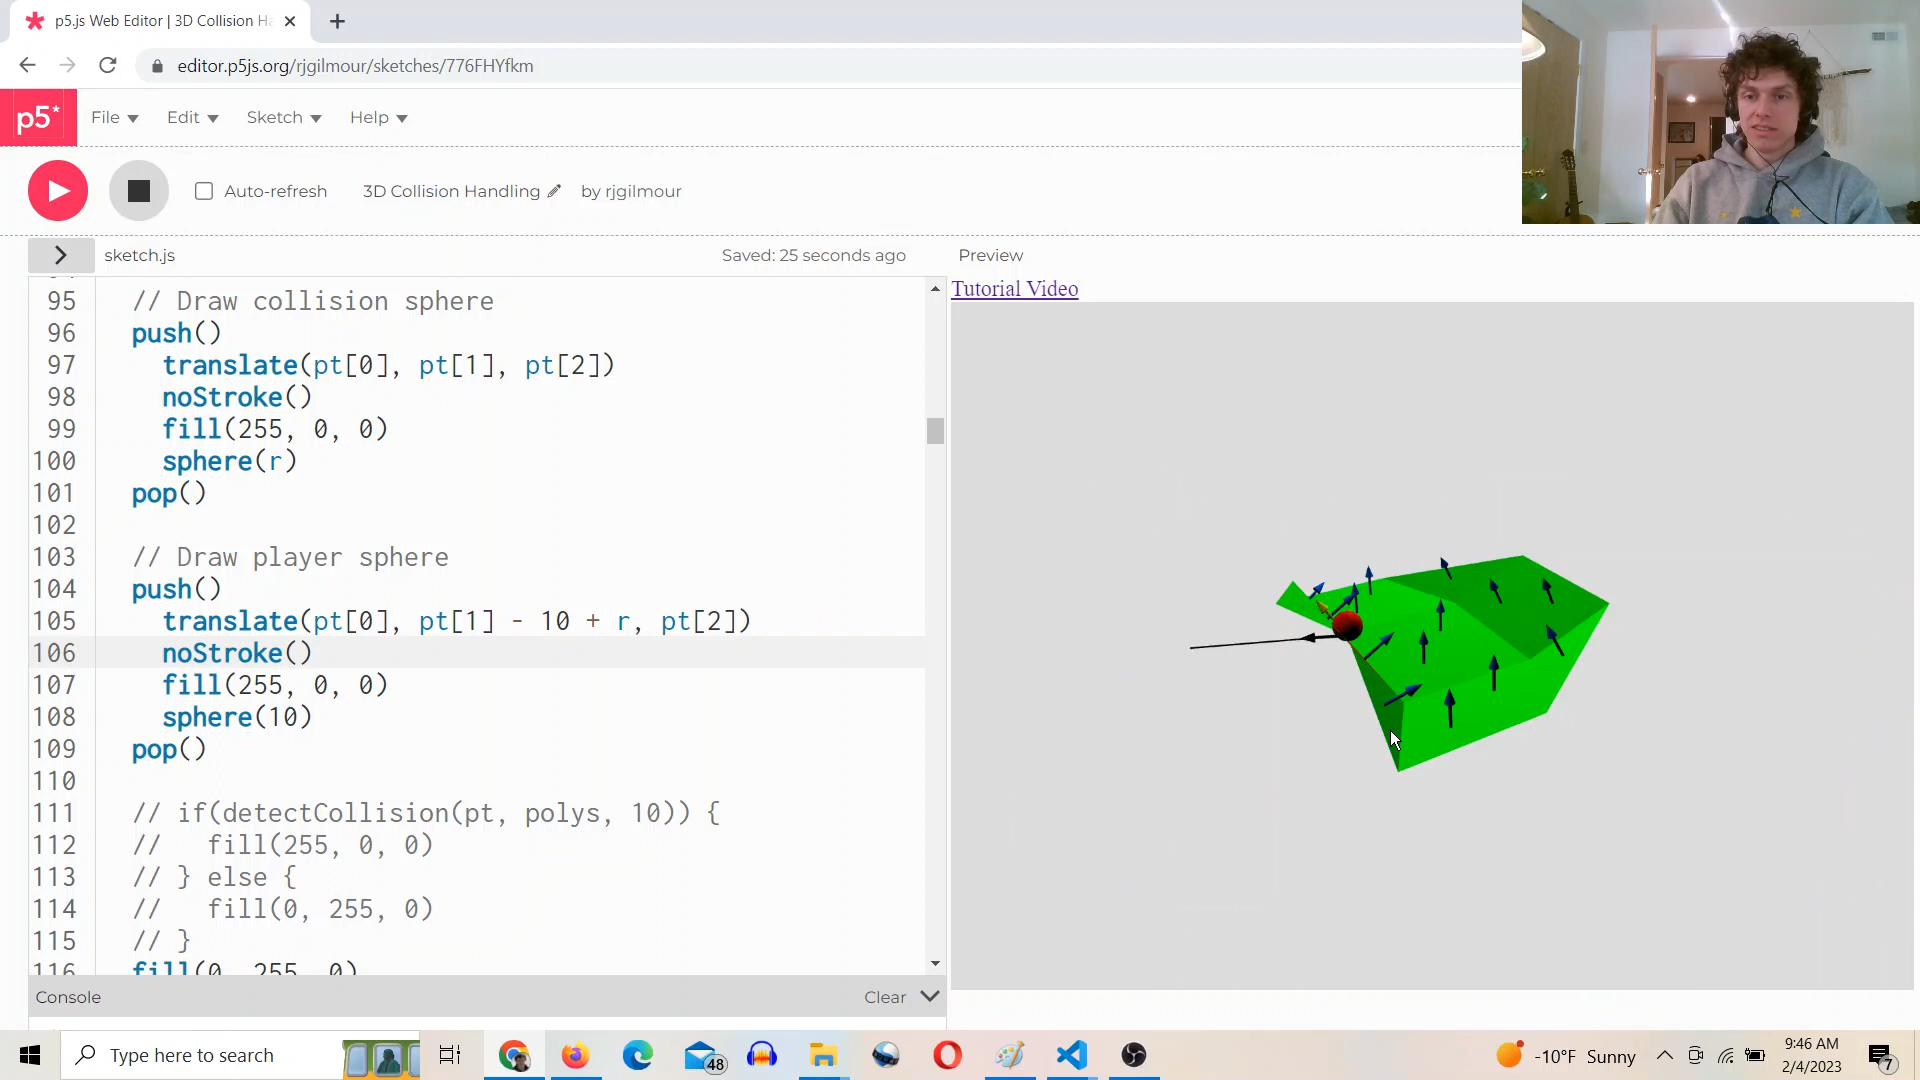 p5.js Web Editor | 3D Collision Ha
editor.p5js.org/rjgilmour/sketches/776FHYfkm
p5*
File
Edit
Sketch
Help
Auto-refresh
3D Collision Handling
by rjgilmour
sketch.js
Saved: 25 seconds ago
Preview
Tutorial Video
95 // Draw collision sphere
96 push()
97 translate(pt[0], pt[1], pt[2])
98 noStroke()
99 fill(255, 0, 0)
100 sphere(r)
101 pop()
102
103 // Draw player sphere
104 push()
105 translate(pt[0], pt[1] - 10 + r, pt[2])
106 noStroke()
107 fill(255, 0, 0)
108 sphere(10)
109 pop()
110
111 // if(detectCollision(pt, polys, 10)) {
112 //   fill(255, 0, 0)
113 // } else {
114 //   fill(0, 255, 0)
115 // }
116 fill(0, 255, 0)
Console
Clear
Type here to search
48
-10°F Sunny
9:46 AM
2/4/2023
7